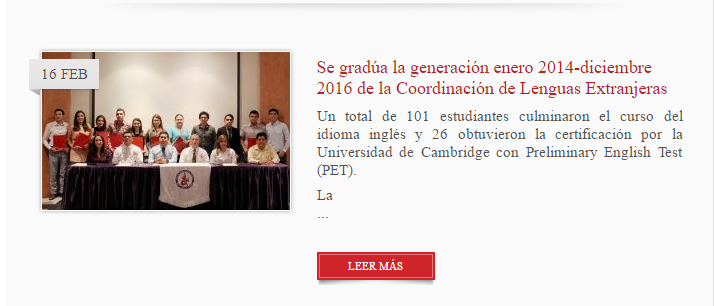 16 FEB
Se gradúa la generación enero 2014-diciembre
2016 de la Coordinación de Lenguas Extranjeras
Un total de 101 estudiantes culminaron el curso del
idioma inglés y 26 obtuvieron la certificación por la
Universidad de Cambridge con Preliminary English Test
(PET).
La
...
LEER MÁS